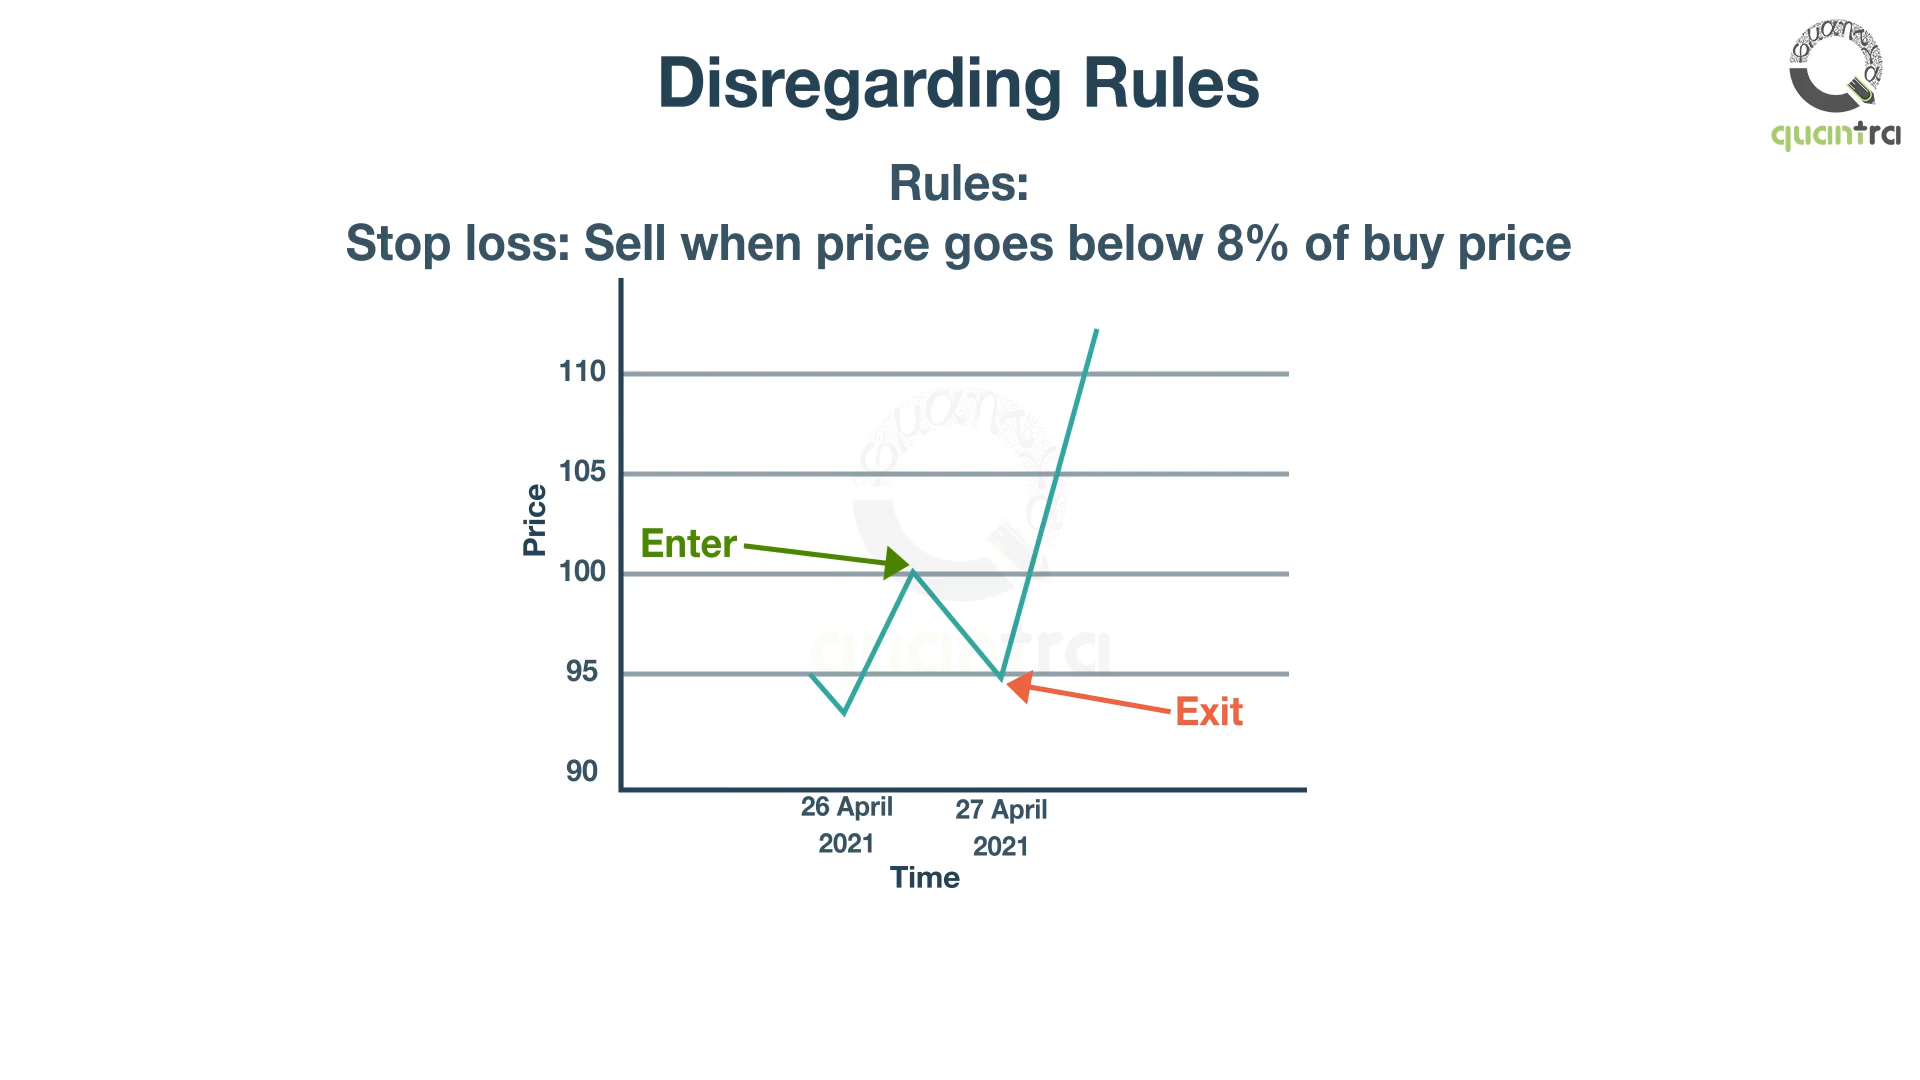 Disregarding Rules
quantra
Rules:
Stop loss: Sell when price goes below 8% of buy price
110
105
Price
Enter
100
quantra
95
Exit
90
26 April
2021
27 April
2021
Time